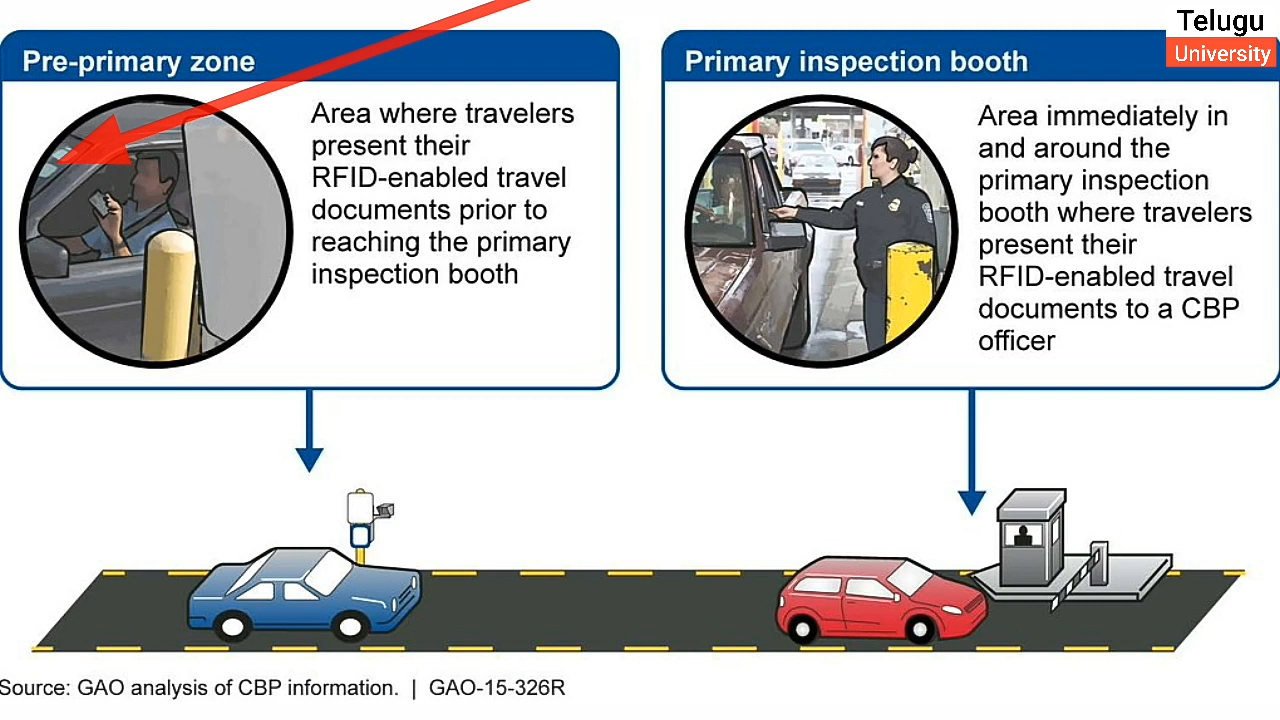 Telugu
University
Pre-primary zone
Area where travelers
present their
RFID-enabled travel
documents prior to
reaching the primary
inspection booth
Primary inspection booth
Area immediately in
and around the
primary inspection
booth where travelers
present their
RFID-enabled travel
documents to a CBP
officer
Source: GAO analysis of CBP information. | GAO-15-326R